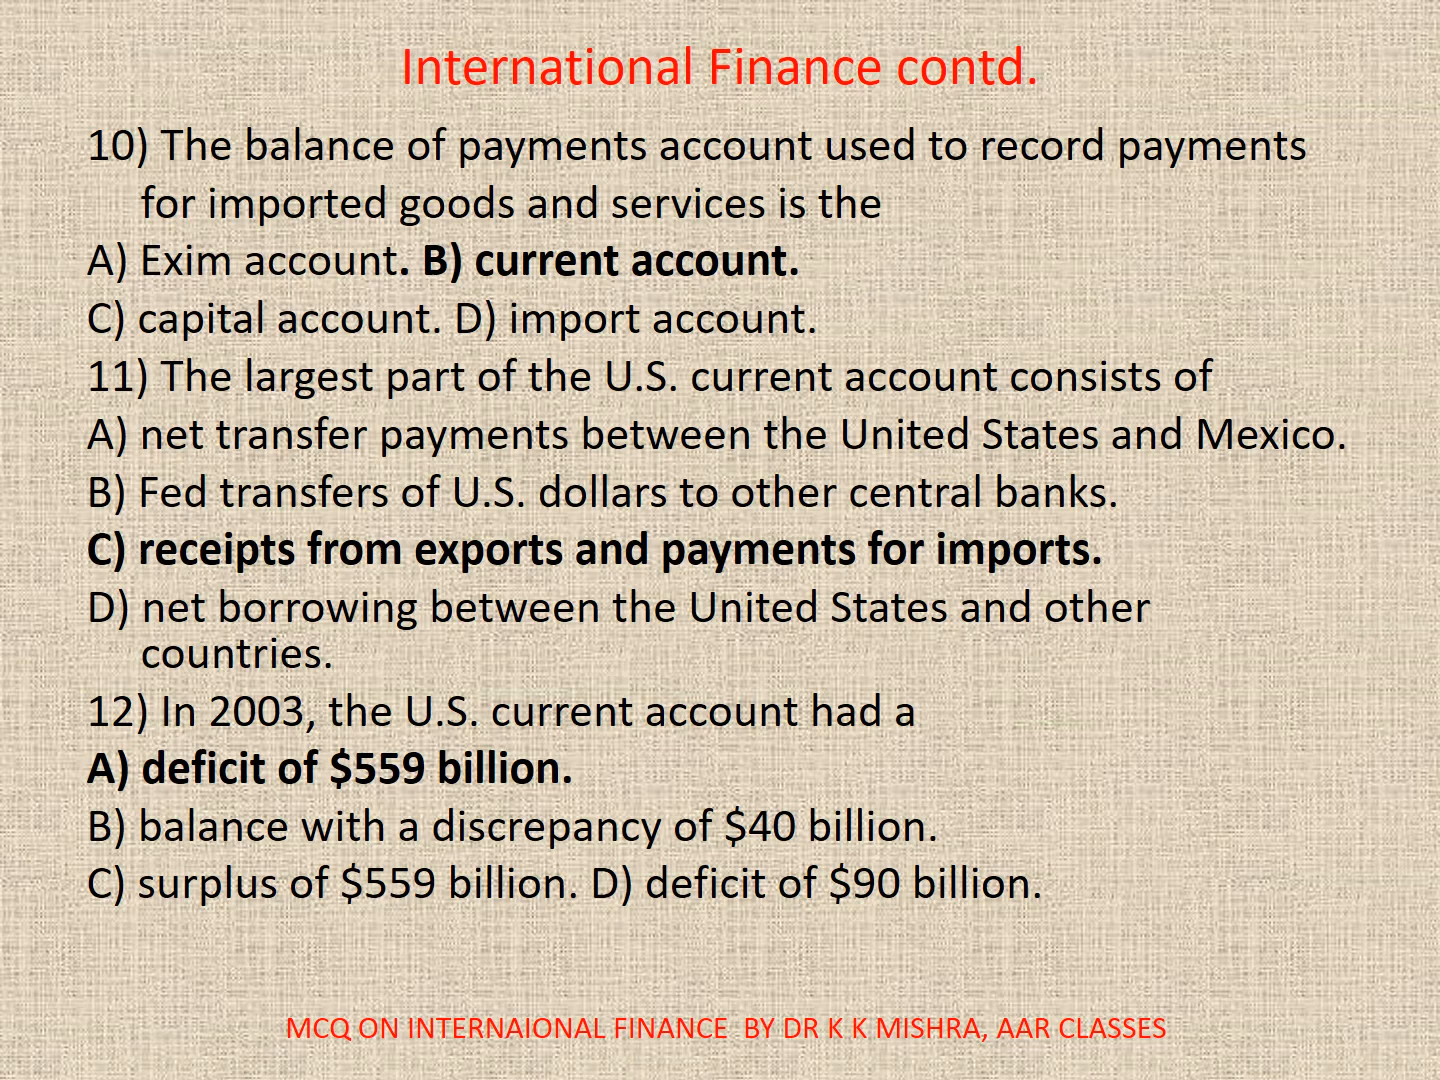 International Finance contd.
10) The balance of payments account used to record payments
for imported goods and services is the
A) Exim account. B) current account.
C) capital account. D) import account.
11) The largest part of the U.S. current account consists of
A) net transfer payments between the United States and Mexico.
B) Fed transfers of U.S. dollars to other central banks.
C) receipts from exports and payments for imports.
D) net borrowing between the United States and other
countries.
12) In 2003, the U.S. current account had a
A) deficit of $559 billion.
B) balance with a discrepancy of $40 billion.
C) surplus of $559 billion. D) deficit of $90 billion.
MCQ ON INTERNAIONAL FINANCE  BY DR K K MISHRA, AAR CLASSES